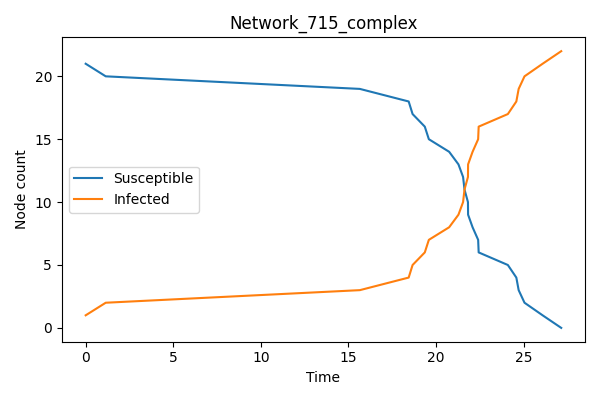 Network_715_complex
Node count
20
15
10
5
0
Susceptible
Infected
0 5 10 15 20 25
Time